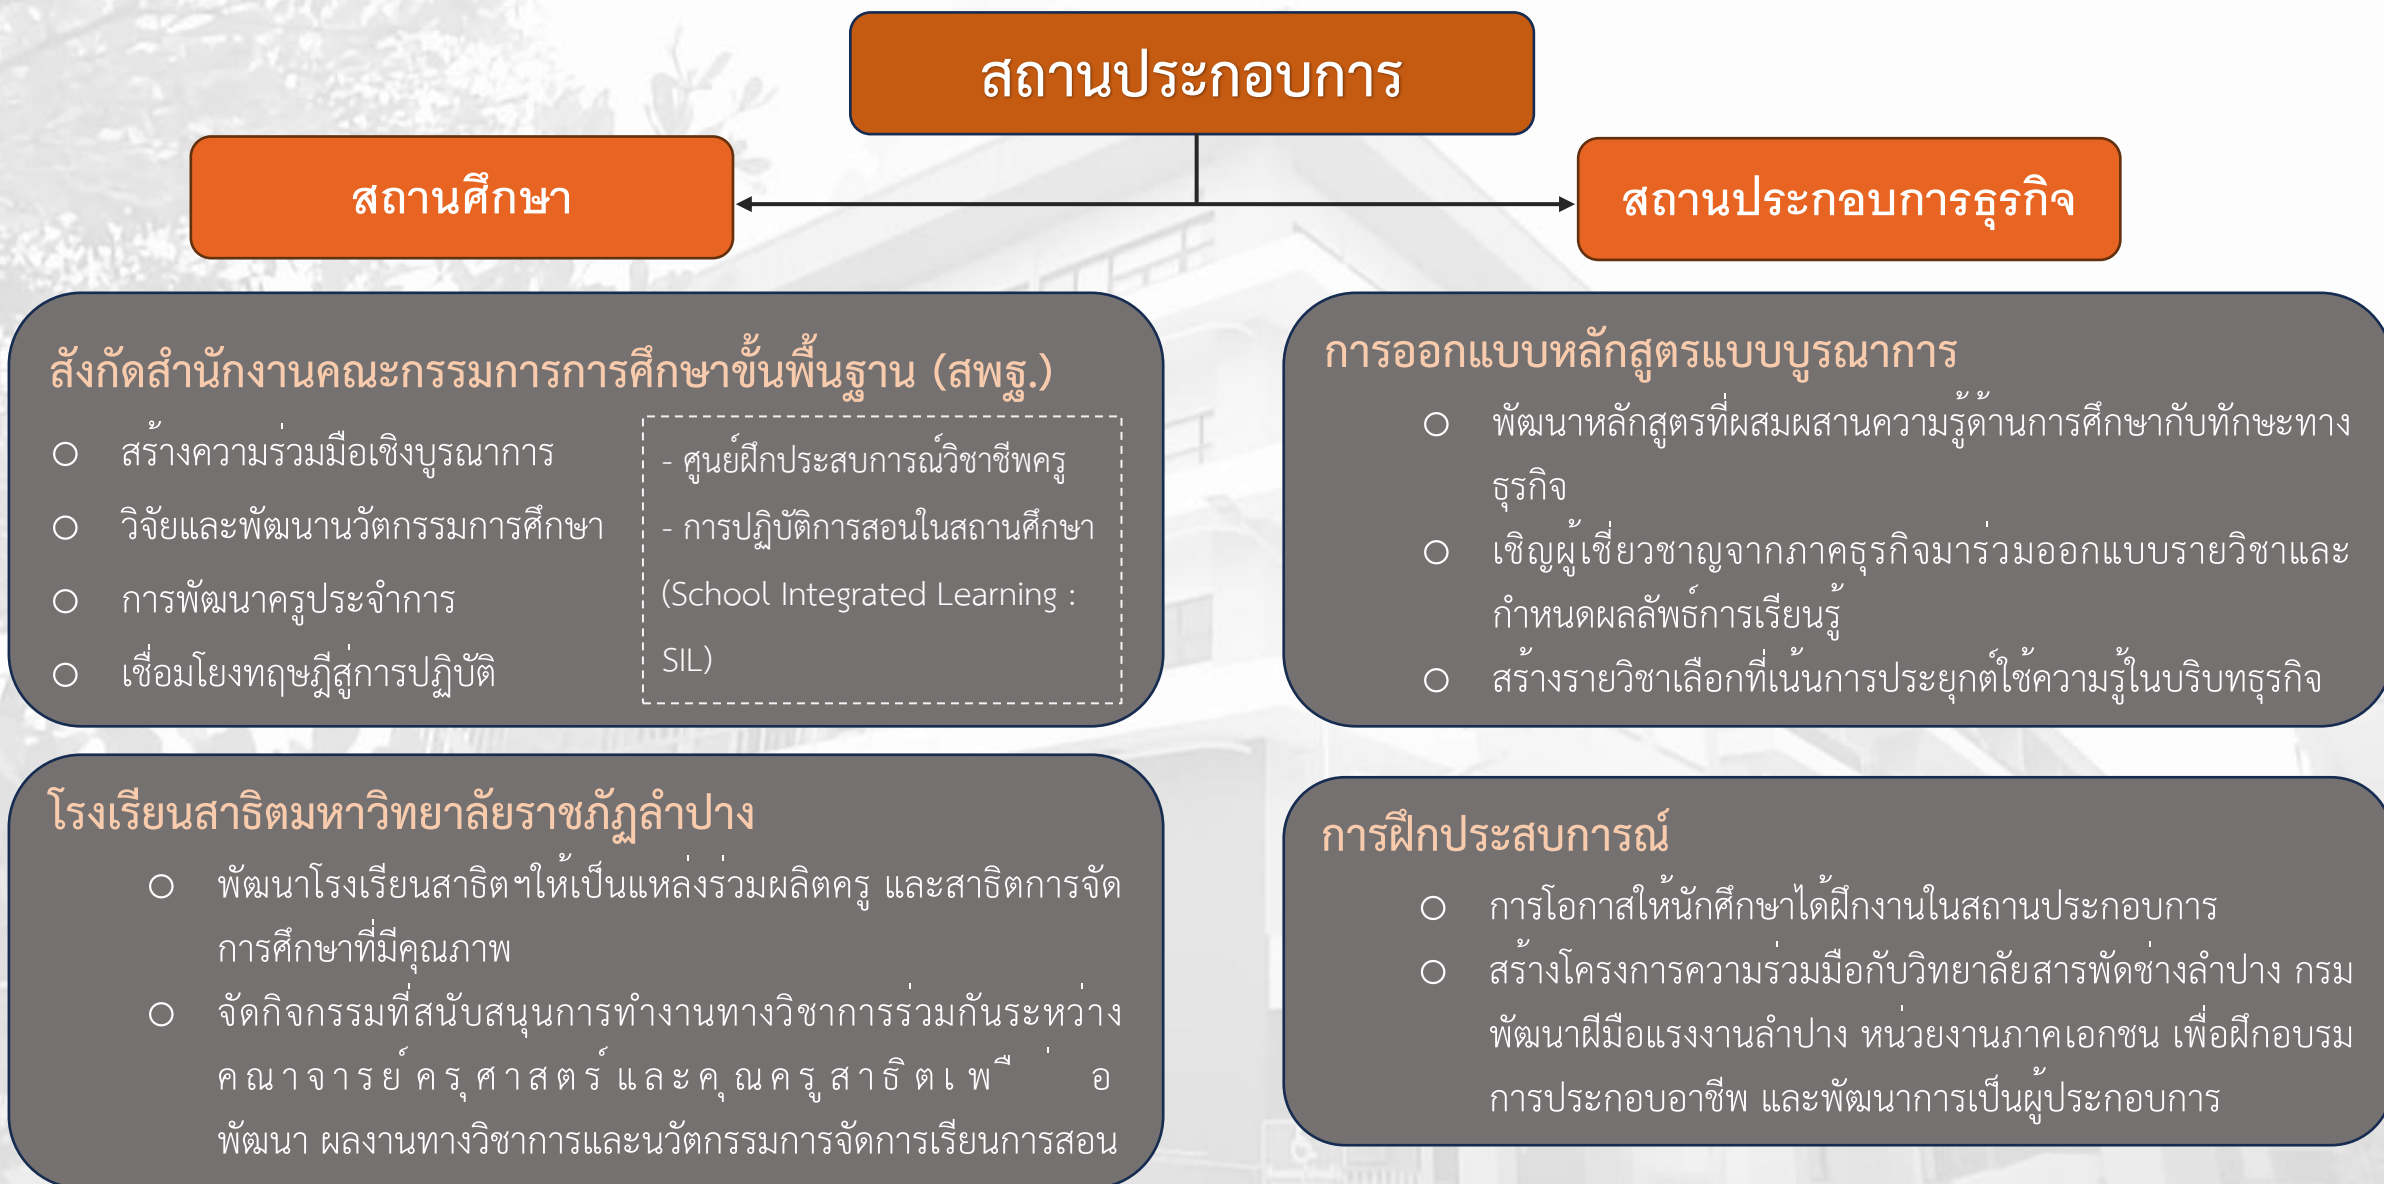 สถานประกอบการ
สถานศึกษา
สถานประกอบการธุรกิจ
สังกัดสำนักงานคณะกรรมการการศึกษาขั้นพื้นฐาน (สพฐ.)
○ สร้างความร่วมมือเชิงบูรณาการ
○ วิจัยและพัฒนานวัตกรรมการศึกษา
○ การพัฒนาครูประจำการ
○ เชื่อมโยงทฤษฎีสู่การปฏิบัติ
- ศูนย์ฝึกประสบการณ์วิชาชีพครู
- การปฏิบัติการสอนในสถานศึกษา
(School Integrated Learning :
SIL)
โรงเรียนสาธิตมหาวิทยาลัยราชภัฏลำปาง
○ พัฒนาโรงเรียนสาธิตฯให้เป็นแหล่งร่วมผลิตครู และสาธิตการจัด
การศึกษาที่มีคุณภาพ
○ จัดกิจกรรมที่สนับสนุนการทำงานทางวิชาการร่วมกันระหว่าง
คณาจารย์ครุศาสตร์และคุณครูสาธิตเพื่อ
พัฒนา ผลงานทางวิชาการและนวัตกรรมการจัดการเรียนการสอน
การออกแบบหลักสูตรแบบบูรณาการ
○ พัฒนาหลักสูตรที่ผสมผสานความรู้ด้านการศึกษากับทักษะทาง
ธุรกิจ
○ เชิญผู้เชี่ยวชาญจากภาคธุรกิจมาร่วมออกแบบรายวิชาและ
กำหนดผลลัพธ์การเรียนรู้
○ สร้างรายวิชาเลือกที่เน้นการประยุกต์ใช้ความรู้ในบริบทธุรกิจ
การฝึกประสบการณ์
○ การโอกาสให้นักศึกษาได้ฝึกงานในสถานประกอบการ
○ สร้างโครงการความร่วมมือกับวิทยาลัยสารพัดช่างลำปาง กรม
พัฒนาฝีมือแรงงานลำปาง หน่วยงานภาคเอกชน เพื่อฝึกอบรม
การประกอบอาชีพ และพัฒนาการเป็นผู้ประกอบการ